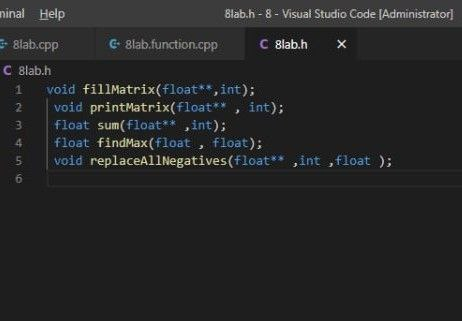 minal Help 8lab.h - 8 - Visual Studio Code [Administrator]
8lab.cpp 8lab.function.cpp C 8lab.h ×
C 8lab.h
1 void fillMatrix(float**,int);
2 void printMatrix(float** , int);
3 float sum(float** ,int);
4 float findMax(float , float);
5 void replaceAllNegatives(float** ,int ,float );
6